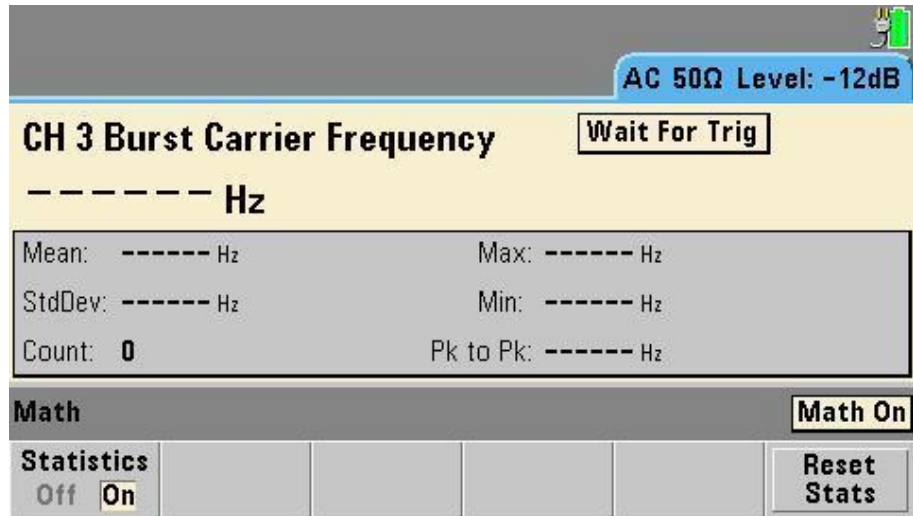 AC 50Ω Level: -12dB
CH 3 Burst Carrier Frequency Wait For Trig
------ Hz
Mean: ------ Hz Max: ------ Hz
StdDev: ------ Hz Min: ------ Hz
Count: 0 Pk to Pk: ------ Hz
Math Math On
Statistics Reset
Off On Stats